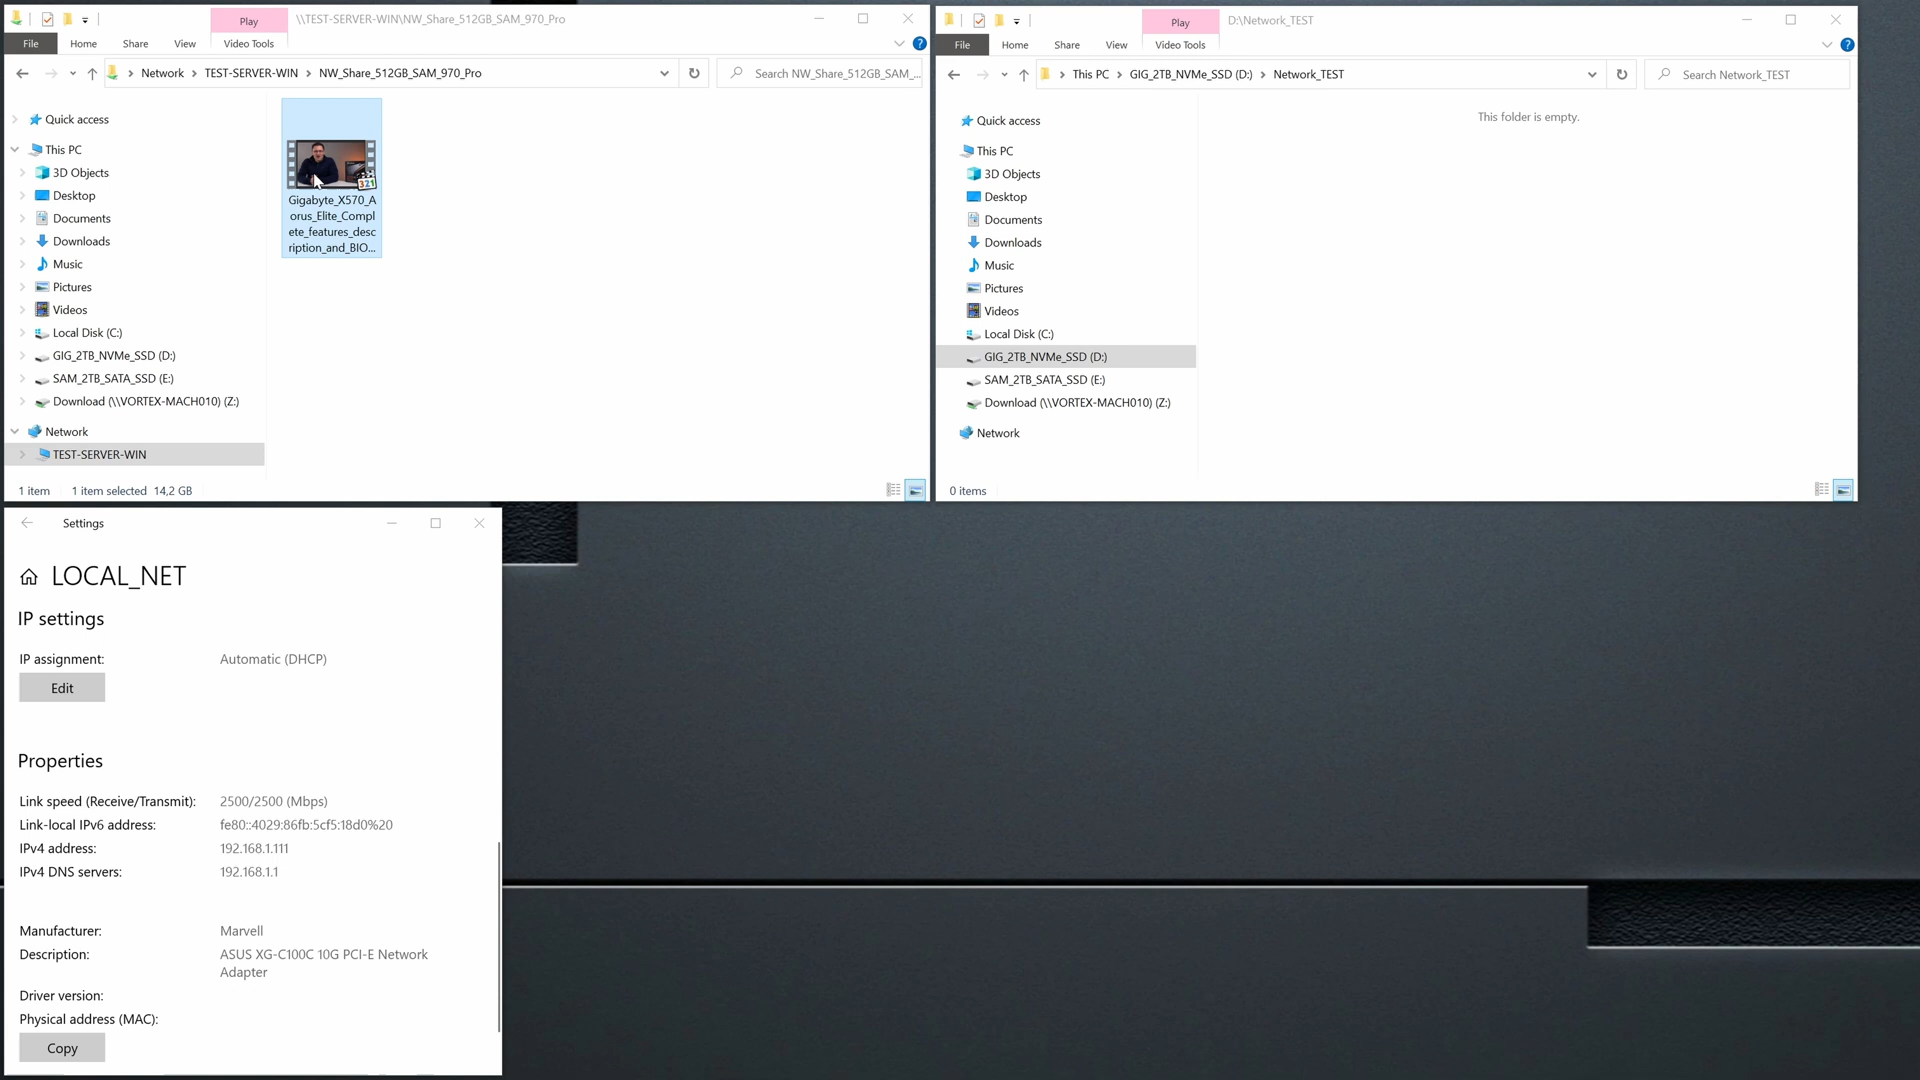 Play
\\TEST-SERVER-WIN\NW_Share_512GB_SAM_970_Pro
File
Home
Share
View
Video Tools
Network
TEST-SERVER-WIN
NW_Share_512GB_SAM_970_Pro
Search NW_Share_512GB_SAM_...
Quick access
This PC
3D Objects
Desktop
Documents
Downloads
Music
Pictures
Videos
Local Disk (C:)
GIG_2TB_NVMe_SSD (D:)
SAM_2TB_SATA_SSD (E:)
Download (\\VORTEX-MACH010) (Z:)
Network
TEST-SERVER-WIN
321
Gigabyte_X570_A
orus_Elite_Compl
ete_features_desc
ription_and_BIO...
1 item
1 item selected 14,2 GB
Play
D:\Network_TEST
File
Home
Share
View
Video Tools
This PC
GIG_2TB_NVMe_SSD (D:)
Network_TEST
Search Network_TEST
Quick access
This PC
3D Objects
Desktop
Documents
Downloads
Music
Pictures
Videos
Local Disk (C:)
GIG_2TB_NVMe_SSD (D:)
SAM_2TB_SATA_SSD (E:)
Download (\\VORTEX-MACH010) (Z:)
Network
This folder is empty.
0 items
Settings
LOCAL_NET
IP settings
IP assignment: Automatic (DHCP)
Edit
Properties
Link speed (Receive/Transmit): 2500/2500 (Mbps)
Link-local IPv6 address: fe80::4029:86fb:5cf5:18d0%20
IPv4 address: 192.168.1.111
IPv4 DNS servers: 192.168.1.1
Manufacturer: Marvell
Description: ASUS XG-C100C 10G PCI-E Network
Adapter
Driver version:
Physical address (MAC):
Copy